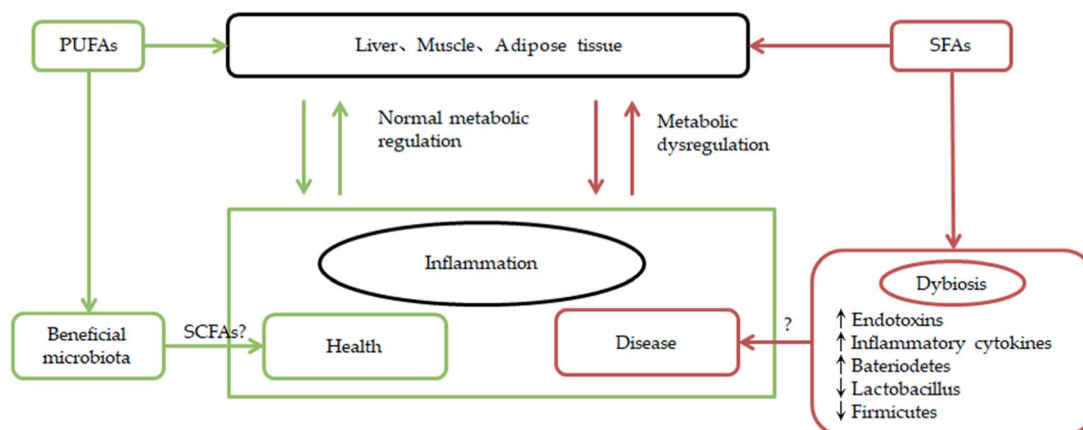 PUFAs
Liver、Muscle、Adipose tissue
SFAs
Normal metabolic
regulation
Metabolic
dysregulation
Inflammation
Dybiosis
Beneficial
microbiota
SCFAs?
Health
Disease
?
↑ Endotoxins
↑ Inflammatory cytokines
↑ Bateriodetes
↓ Lactobacillus
↓ Firmicutes